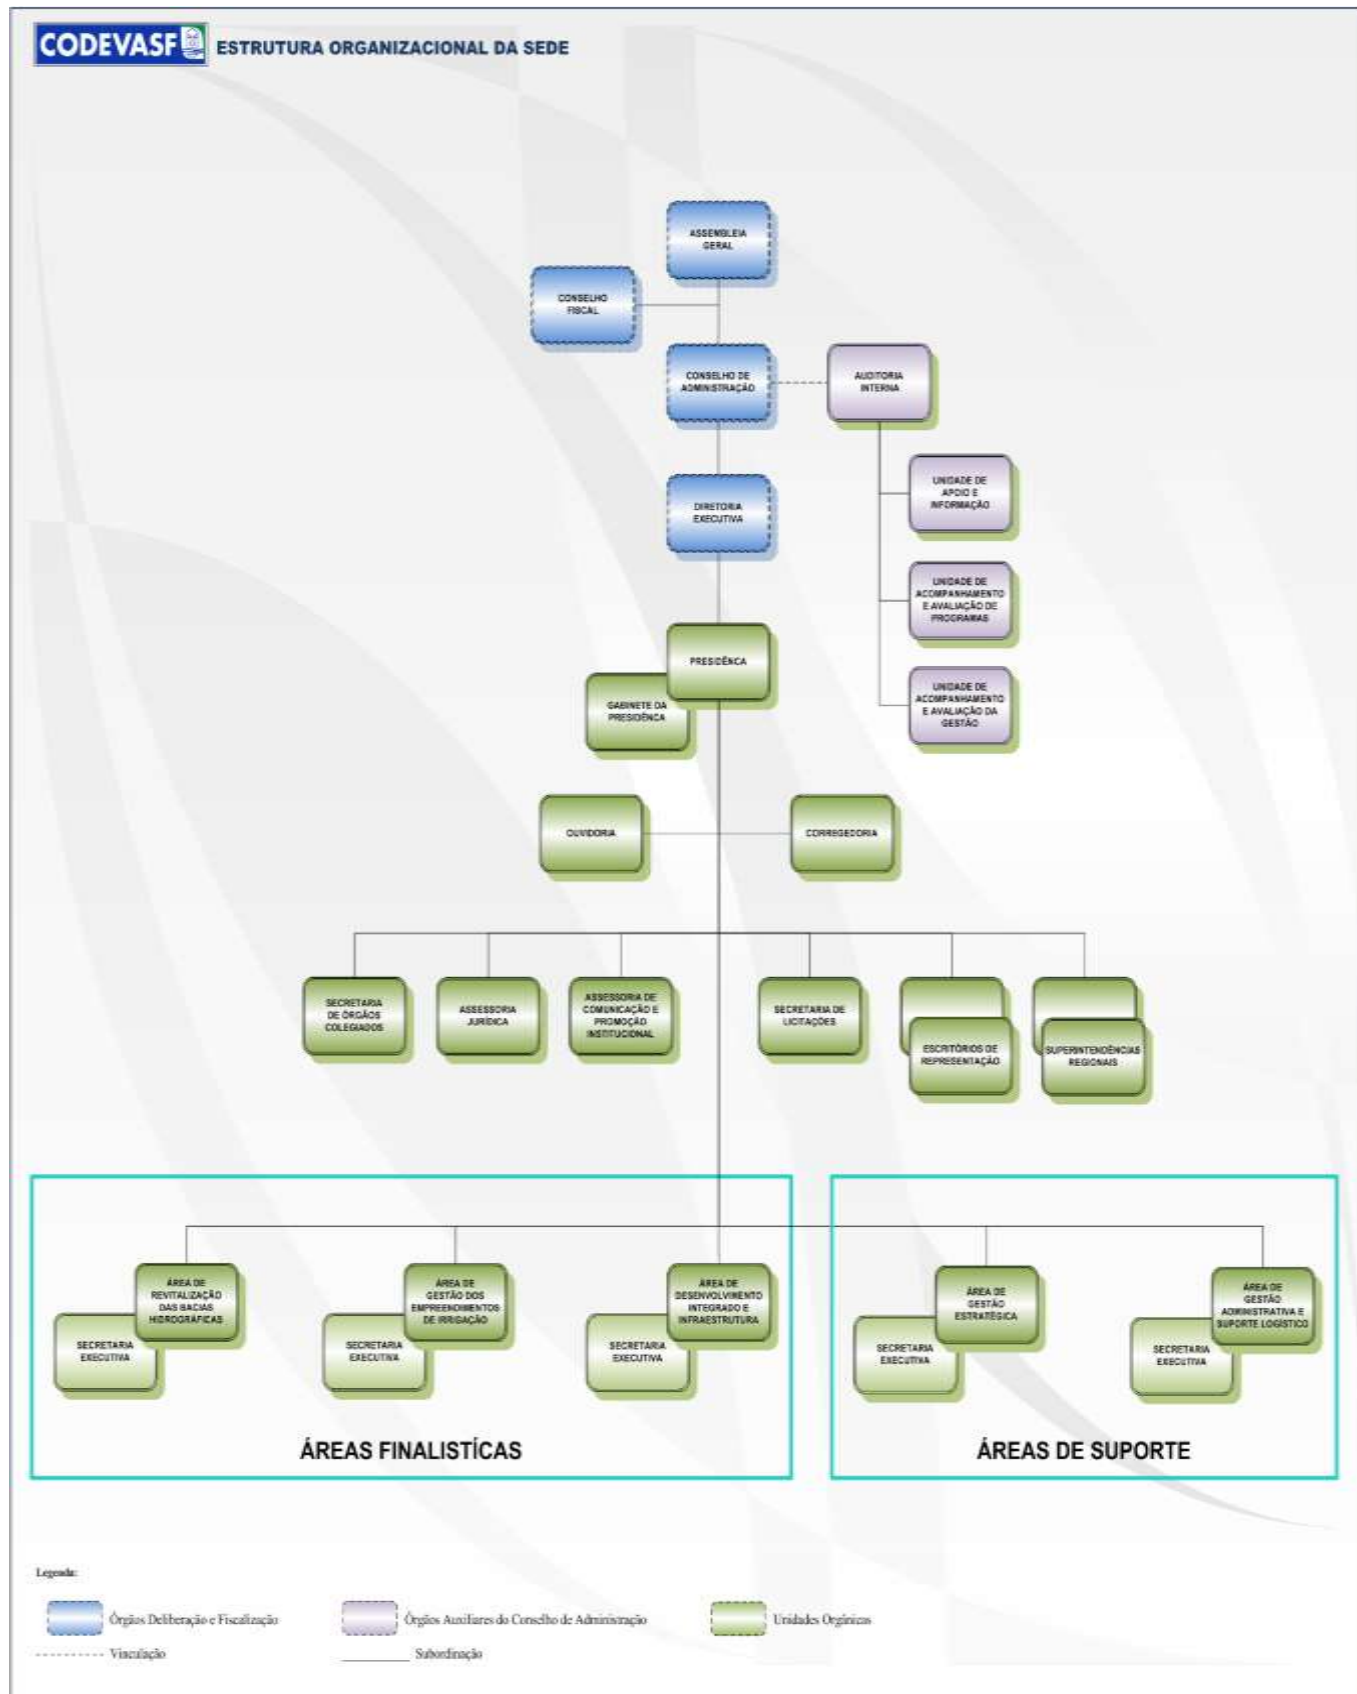 CODEVASF
ESTRUTURA ORGANIZACIONAL DA SEDE
ASSEMBLEIA
GERAL
CONSELHO
FISCAL
CONSELHO DE
ADMINISTRAÇÃO
AUDITORIA
INTERNA
UNIDADE DE
APOIO E
INFORMAÇÃO
DIRETORIA
EXECUTIVA
UNIDADE DE
ACOMPANHAMENTO
E AVALIAÇÃO DE
PROGRAMAS
PRESIDÊNCA
GABINETE DA
PRESIDÊNCA
UNIDADE DE
ACOMPANHAMENTO
E AVALIAÇÃO DA
GESTÃO
OUVIDORIA
CORREGEDORIA
SECRETARIA
DE ÓRGÃOS
COLEGIADOS
ASSESSORIA
JURÍDICA
ASSESSORIA DE
COMUNICAÇÃO E
PROMOÇÃO
INSTITUCIONAL
SECRETARIA DE
LICITAÇÕES
ESCRITÓRIOS DE
REPRESENTAÇÃO
SUPERINTENDÊNCIAS
REGIONAIS
ÁREA DE
REVITALIZAÇÃO
DAS BACIAS
HIDROGRÁFICAS
SECRETARIA
EXECUTIVA
ÁREA DE
GESTÃO DOS
EMPREENDIMENTOS
DE IRRIGAÇÃO
SECRETARIA
EXECUTIVA
ÁREA DE
DESENVOLVIMENTO
INTEGRADO E
INFRAESTRUTURA
SECRETARIA
EXECUTIVA
ÁREA DE
GESTÃO
ESTRATÉGICA
SECRETARIA
EXECUTIVA
ÁREA DE
GESTÃO
ADMINISTRATIVA E
SUPORTE LOGÍSTICO
SECRETARIA
EXECUTIVA
ÁREAS FINALISTÍCAS
ÁREAS DE SUPORTE
Legenda:
Órgãos Deliberação e Fiscalização
Órgãos Auxiliares do Conselho de Administração
Unidades Orgânicas
Vinculação
Subordinação